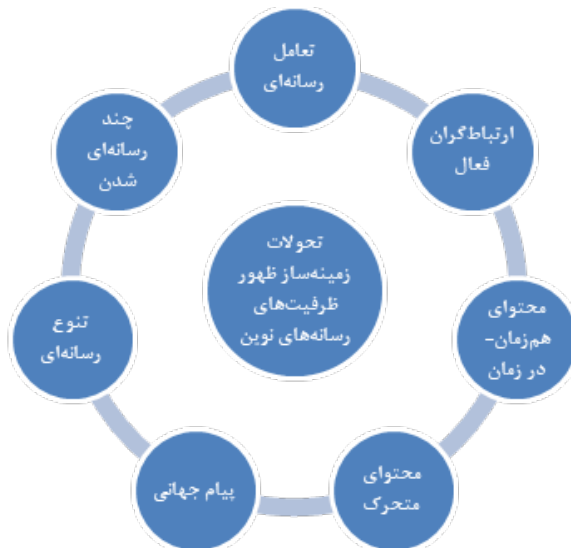 تعامل
رسانه‌ای
ارتباط‌گران
فعال
محتوای
هم‌زمان-
در زمان
محتوای
متحرک
پیام جهانی
تنوع
رسانه‌ای
چند
رسانه‌ای
شدن
تحولات
زمینه‌ساز ظهور
ظرفیت‌های
رسانه‌های نوین